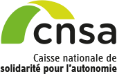 cnsa
Caisse nationale de
solidarité pour l'autonomie